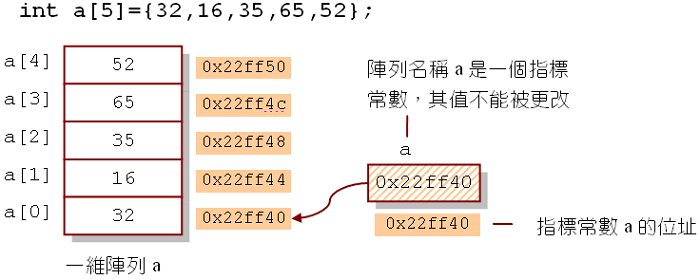 int a[5]={32,16,35,65,52};
a[4] 52 0x22ff50
a[3] 65 0x22ff4c
a[2] 35 0x22ff48
a[1] 16 0x22ff44
a[0] 32 0x22ff40
一維陣列 a
陣列名稱 a 是一個指標
常數，其值不能被更改
a
0x22ff40
0x22ff40 指標常數 a 的位址